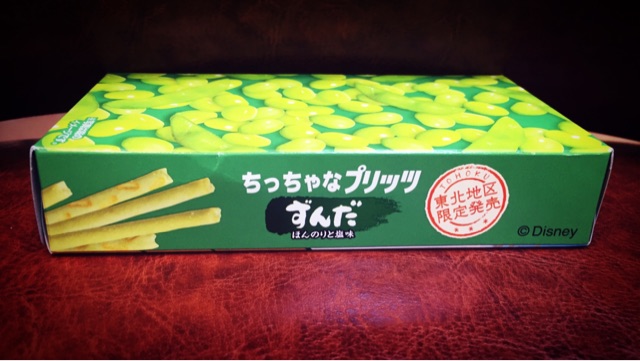 ちっちゃなプリッツ
ずんだ
ほんのりと塩味
TOHOKU
東北地区
限定発売
©Disney